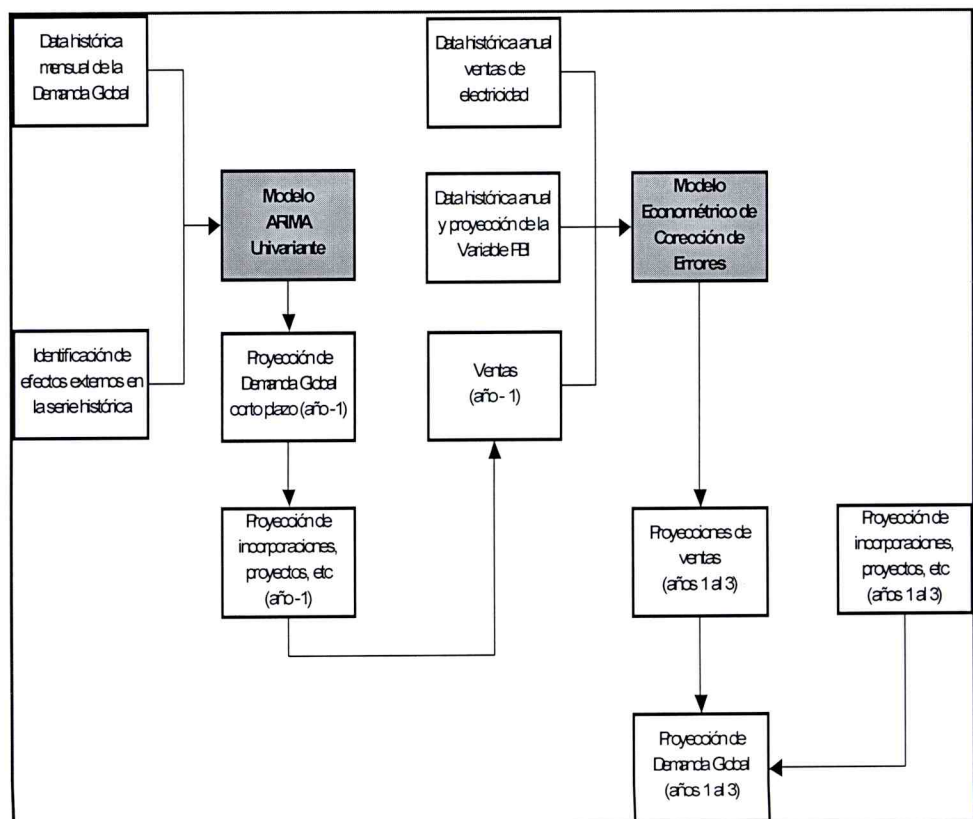 Data histórica
mensual de la
Demanda Global
Identificación de
efectos externos en
la serie histórica
Modelo
ARIMA
Univariante
Proyección de
Demanda Global
corto plazo (año -1)
Proyección de
incorporaciones,
proyectos, etc
(año -1)
Data histórica anual
ventas de
electricidad
Data histórica anual
y proyección de la
Variable PBI
Ventas
(año - 1)
Modelo
Econométrico de
Corección de
Errores
Proyecciones de
ventas
(años 1 al 3)
Proyección de
incorporaciones,
proyectos, etc
(años 1 al 3)
Proyección de
Demanda Global
(años 1 al 3)